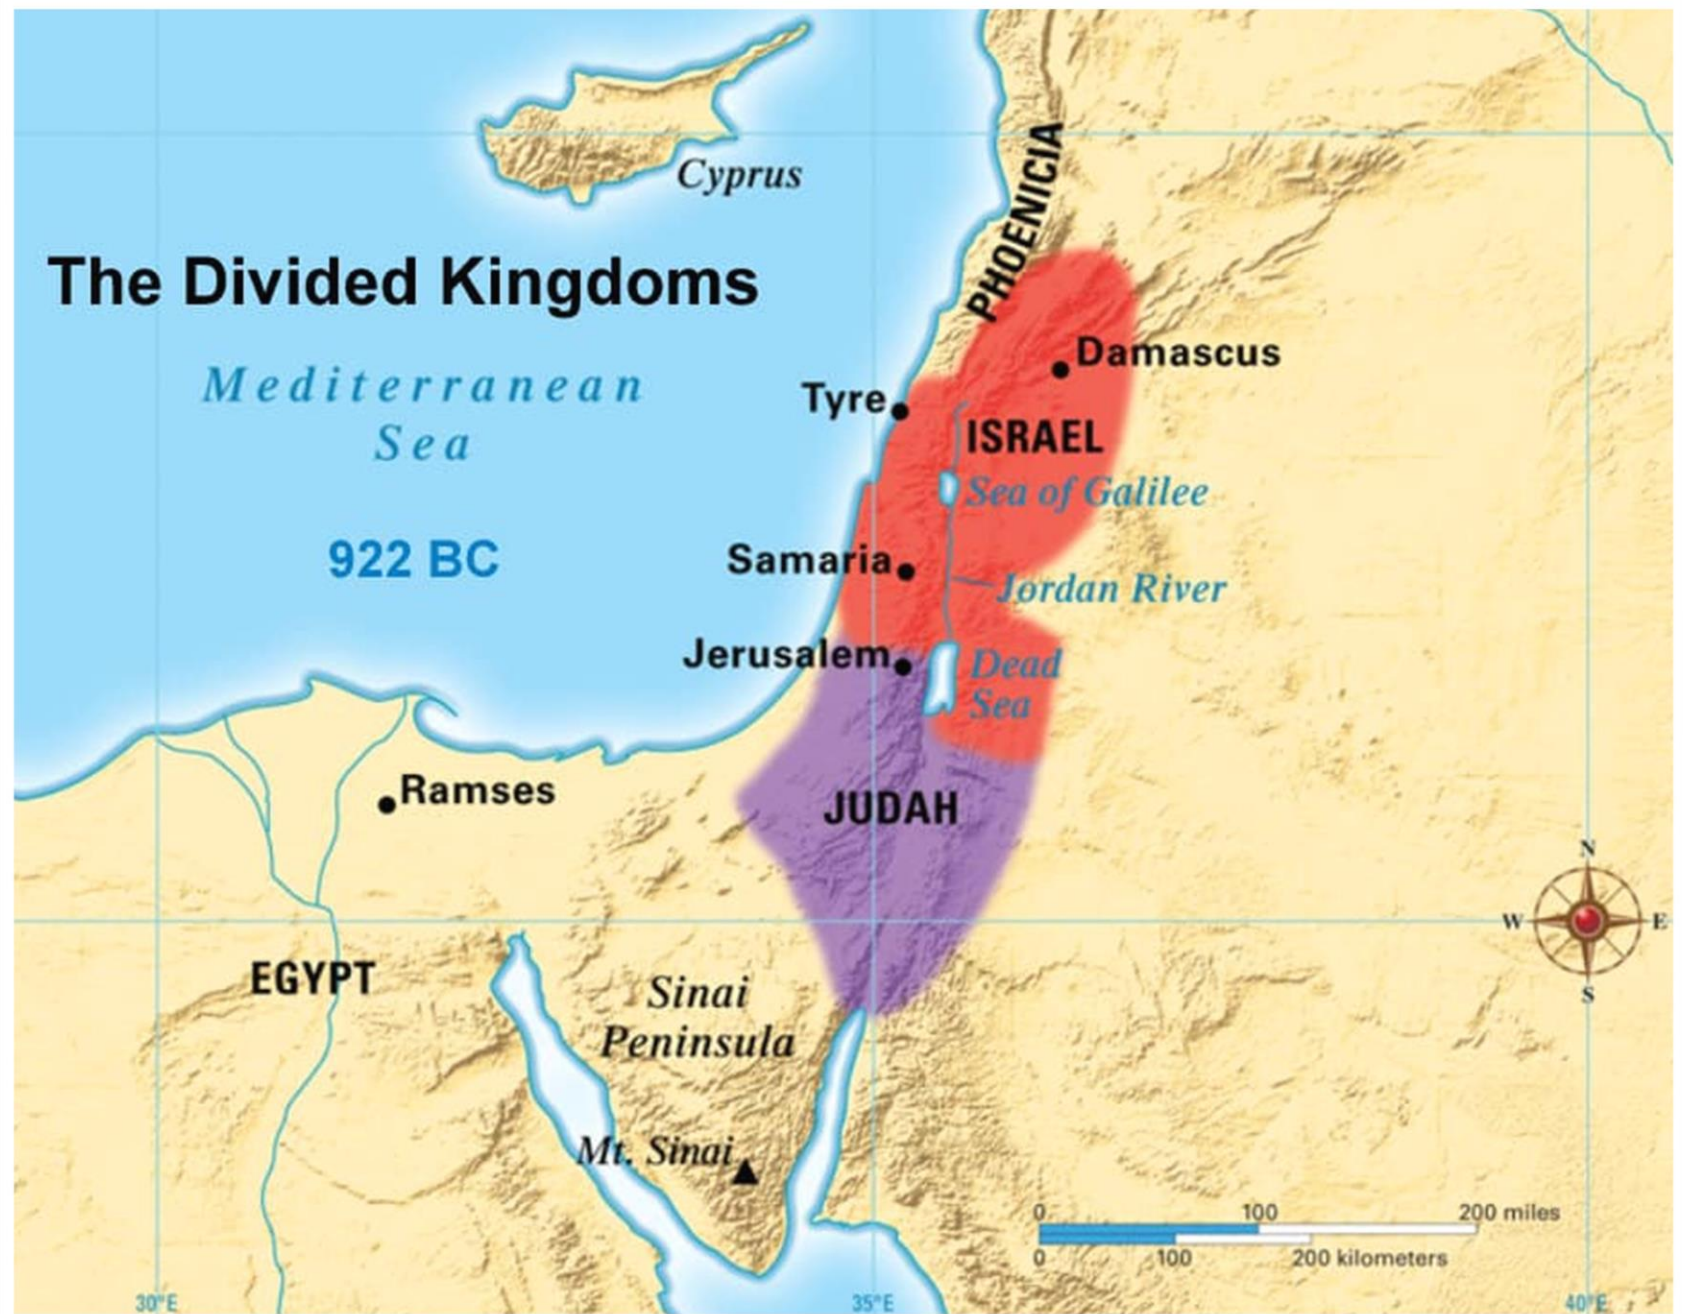 Cyprus
PHOENICIA
The Divided Kingdoms
Mediterranean
Sea
Damascus
Tyre
ISRAEL
Sea of Galilee
922 BC
Samaria
Jordan River
Jerusalem
Dead
Sea
Ramses
JUDAH
N
W
E
S
EGYPT
Sinai
Peninsula
Mt. Sinai
0 100 200 miles
0 100 200 kilometers
30°E 35°E 40°E